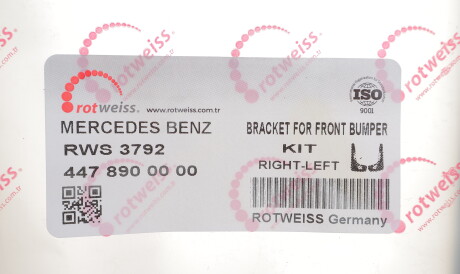 rotweiss.
www.rotweiss.com.tr
MERCEDES BENZ
RWS 3792
447 890 00 00
ISO
9001
BRACKET FOR FRONT BUMPER
KIT
RIGHT-LEFT
ROTWEISS Germany